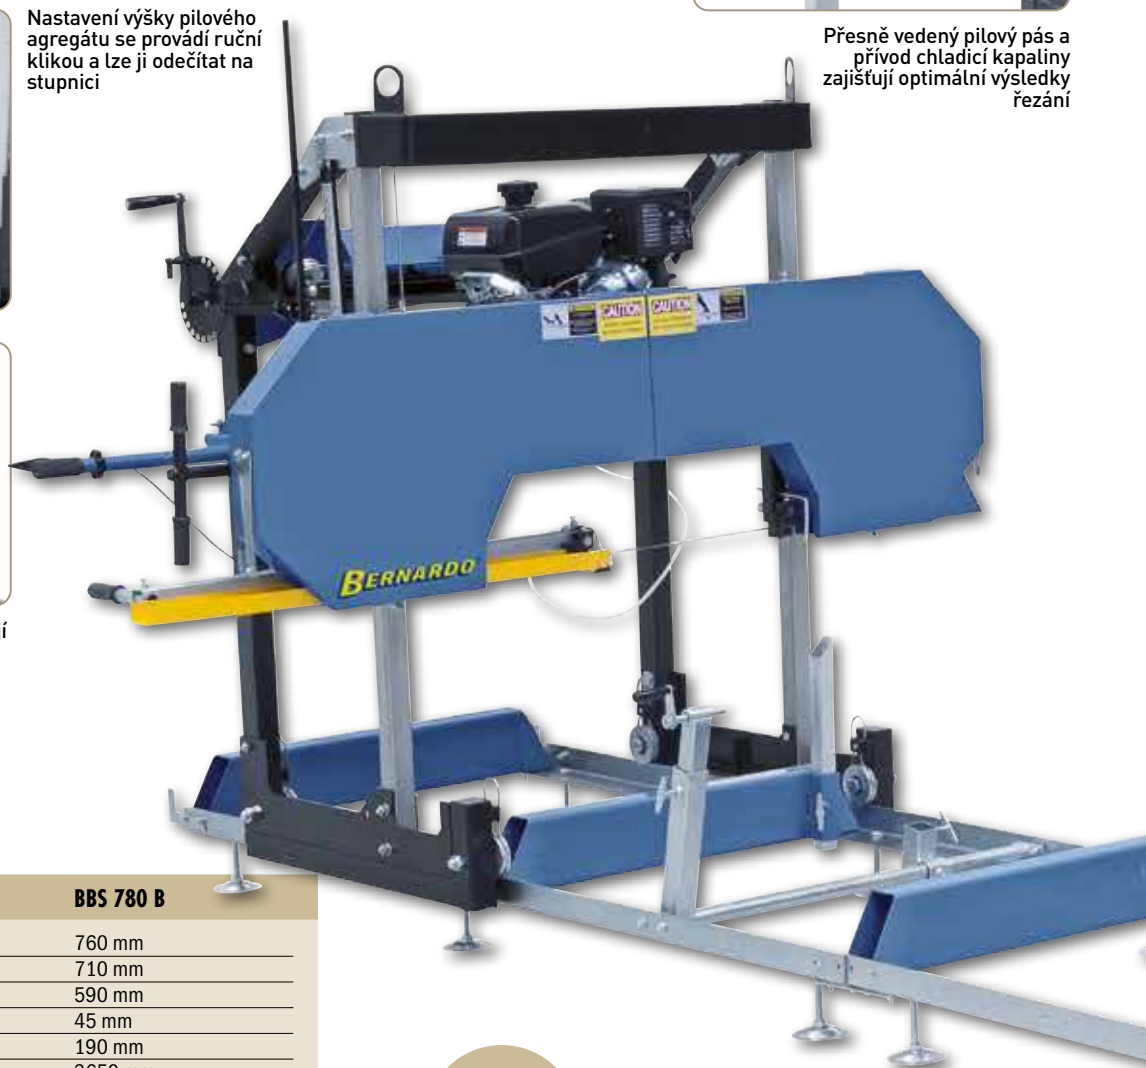 Nastavení výšky pilového
agregátu se provádí ruční
klikou a lze ji odečítat na
stupnici
Přesně vedený pilový pás a
přívod chladicí kapaliny
zajišťují optimální výsledky
řezání
CAUTION
CAUTION
BERNARDO
jí
BBS 780 B
760 mm
710 mm
590 mm
45 mm
190 mm